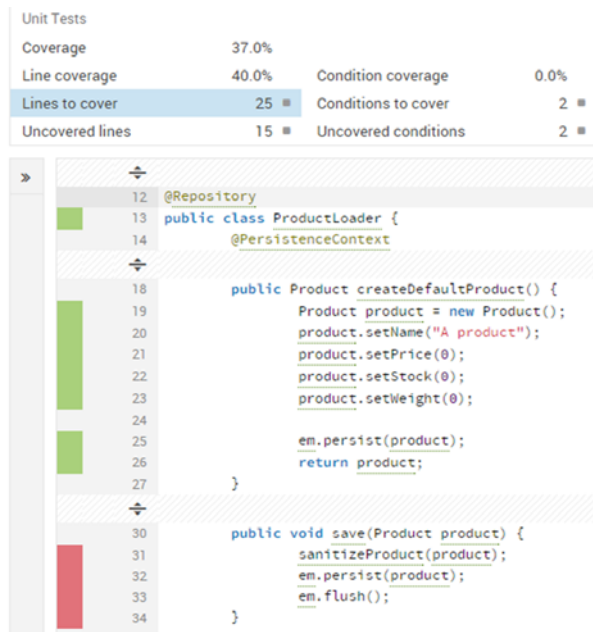 Unit Tests
Coverage 37.0%
Line coverage 40.0% Condition coverage 0.0%
Lines to cover 25 Conditions to cover 2
Uncovered lines 15 Uncovered conditions 2
»
12 @Repository
13 public class ProductLoader {
14 @PersistenceContext
18 public Product createDefaultProduct() {
19 Product product = new Product();
20 product.setName("A product");
21 product.setPrice(0);
22 product.setStock(0);
23 product.setWeight(0);
24
25 em.persist(product);
26 return product;
27 }
30 public void save(Product product) {
31 sanitizeProduct(product);
32 em.persist(product);
33 em.flush();
34 }